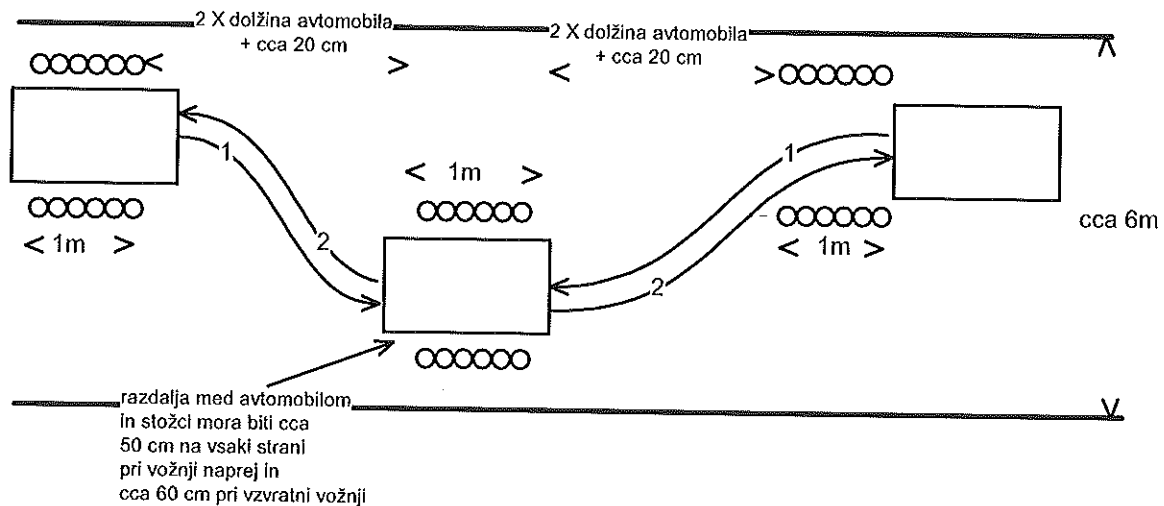 2 X dolžina avtomobila
+ cca 20 cm
2 X dolžina avtomobila
+ cca 20 cm
1
1
< 1m >
2
2
< 1m >
< 1m >
cca 6m
razdalja med avtomobilom
in stožci mora biti cca
50 cm na vsaki strani
pri vožnji naprej in
cca 60 cm pri vzvratni vožnji